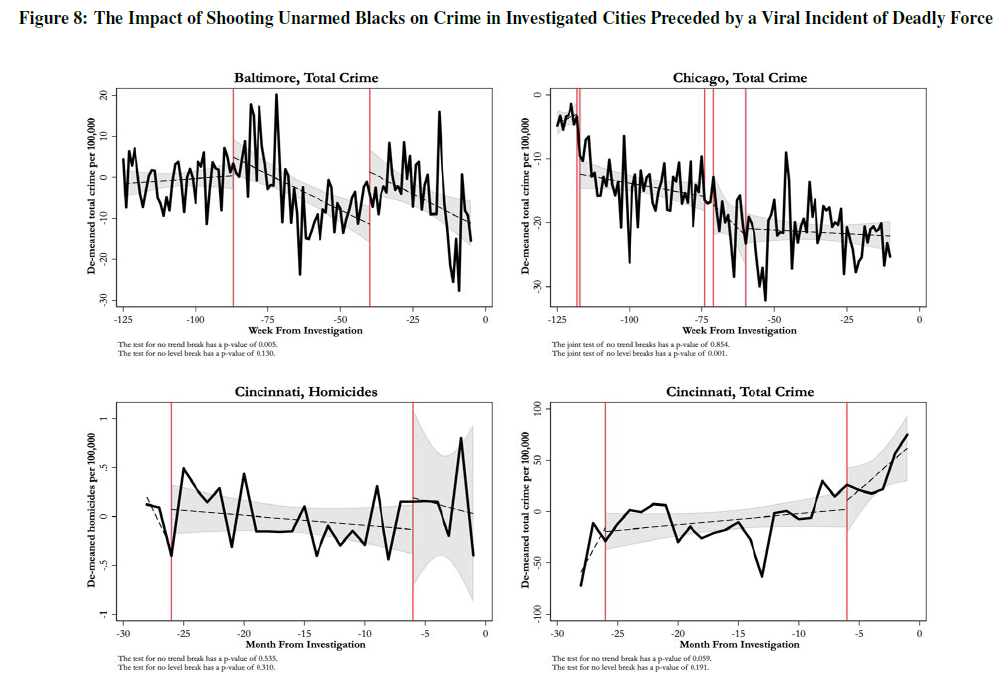 Figure 8: The Impact of Shooting Unarmed Blacks on Crime in Investigated Cities Preceded by a Viral Incident of Deadly Force
Baltimore, Total Crime
De-meaned total crime per 100,000
20
10
0
-10
-20
-30
-125
-100
-75
-50
-25
0
Week From Investigation
The test for no trend break has a p-value of 0.005.
The test for no level break has a p-value of 0.130.
Chicago, Total Crime
De-meaned total crime per 100,000
0
-10
-20
-30
-125
-100
-75
-50
-25
0
Week From Investigation
The joint test of no trend breaks has a p-value of 0.854.
The joint test of no level breaks has a p-value of 0.001.
Cincinnati, Homicides
De-meaned homicides per 100,000
1
.5
0
-.5
-1
-30
-25
-20
-15
-10
-5
0
Month From Investigation
The test for no trend break has a p-value of 0.535.
The test for no level break has a p-value of 0.310.
Cincinnati, Total Crime
De-meaned total crime per 100,000
100
50
0
-50
-100
-30
-25
-20
-15
-10
-5
0
Month From Investigation
The test for no trend break has a p-value of 0.059.
The test for no level break has a p-value of 0.191.